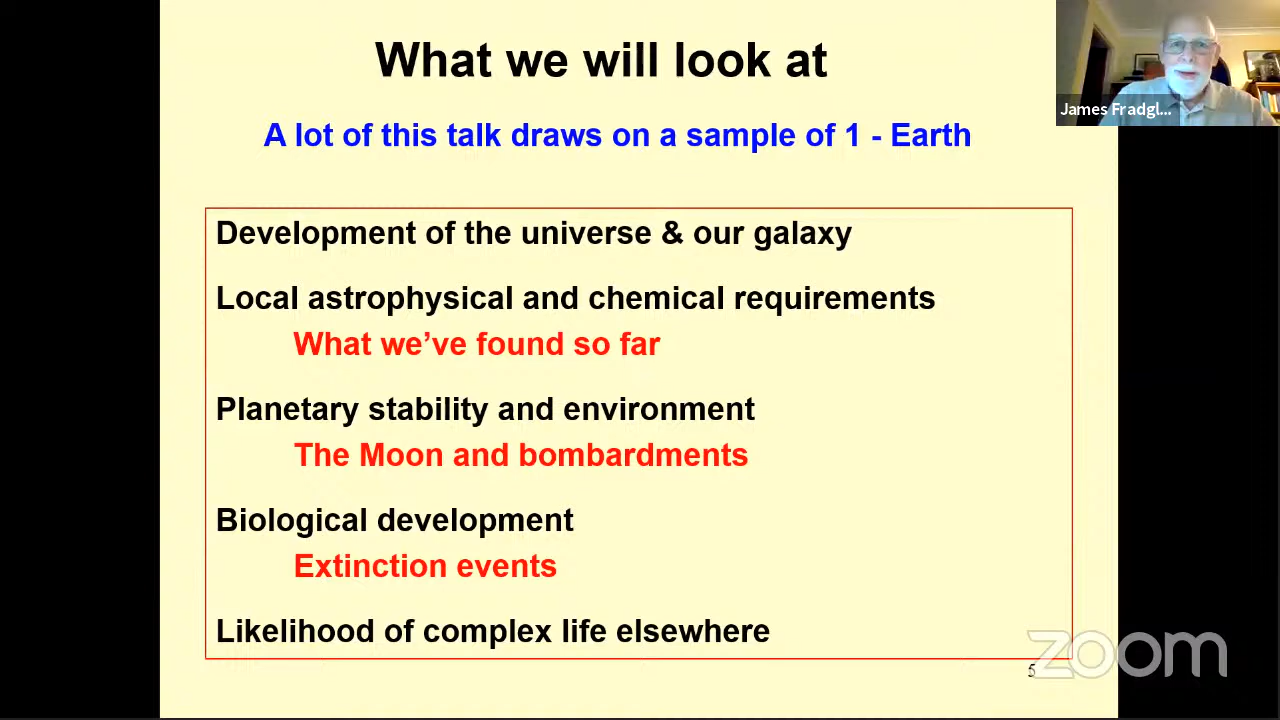 What we will look at
James Fradgl...
A lot of this talk draws on a sample of 1 - Earth
Development of the universe & our galaxy
Local astrophysical and chemical requirements
What we’ve found so far
Planetary stability and environment
The Moon and bombardments
Biological development
Extinction events
Likelihood of complex life elsewhere
5
zoom